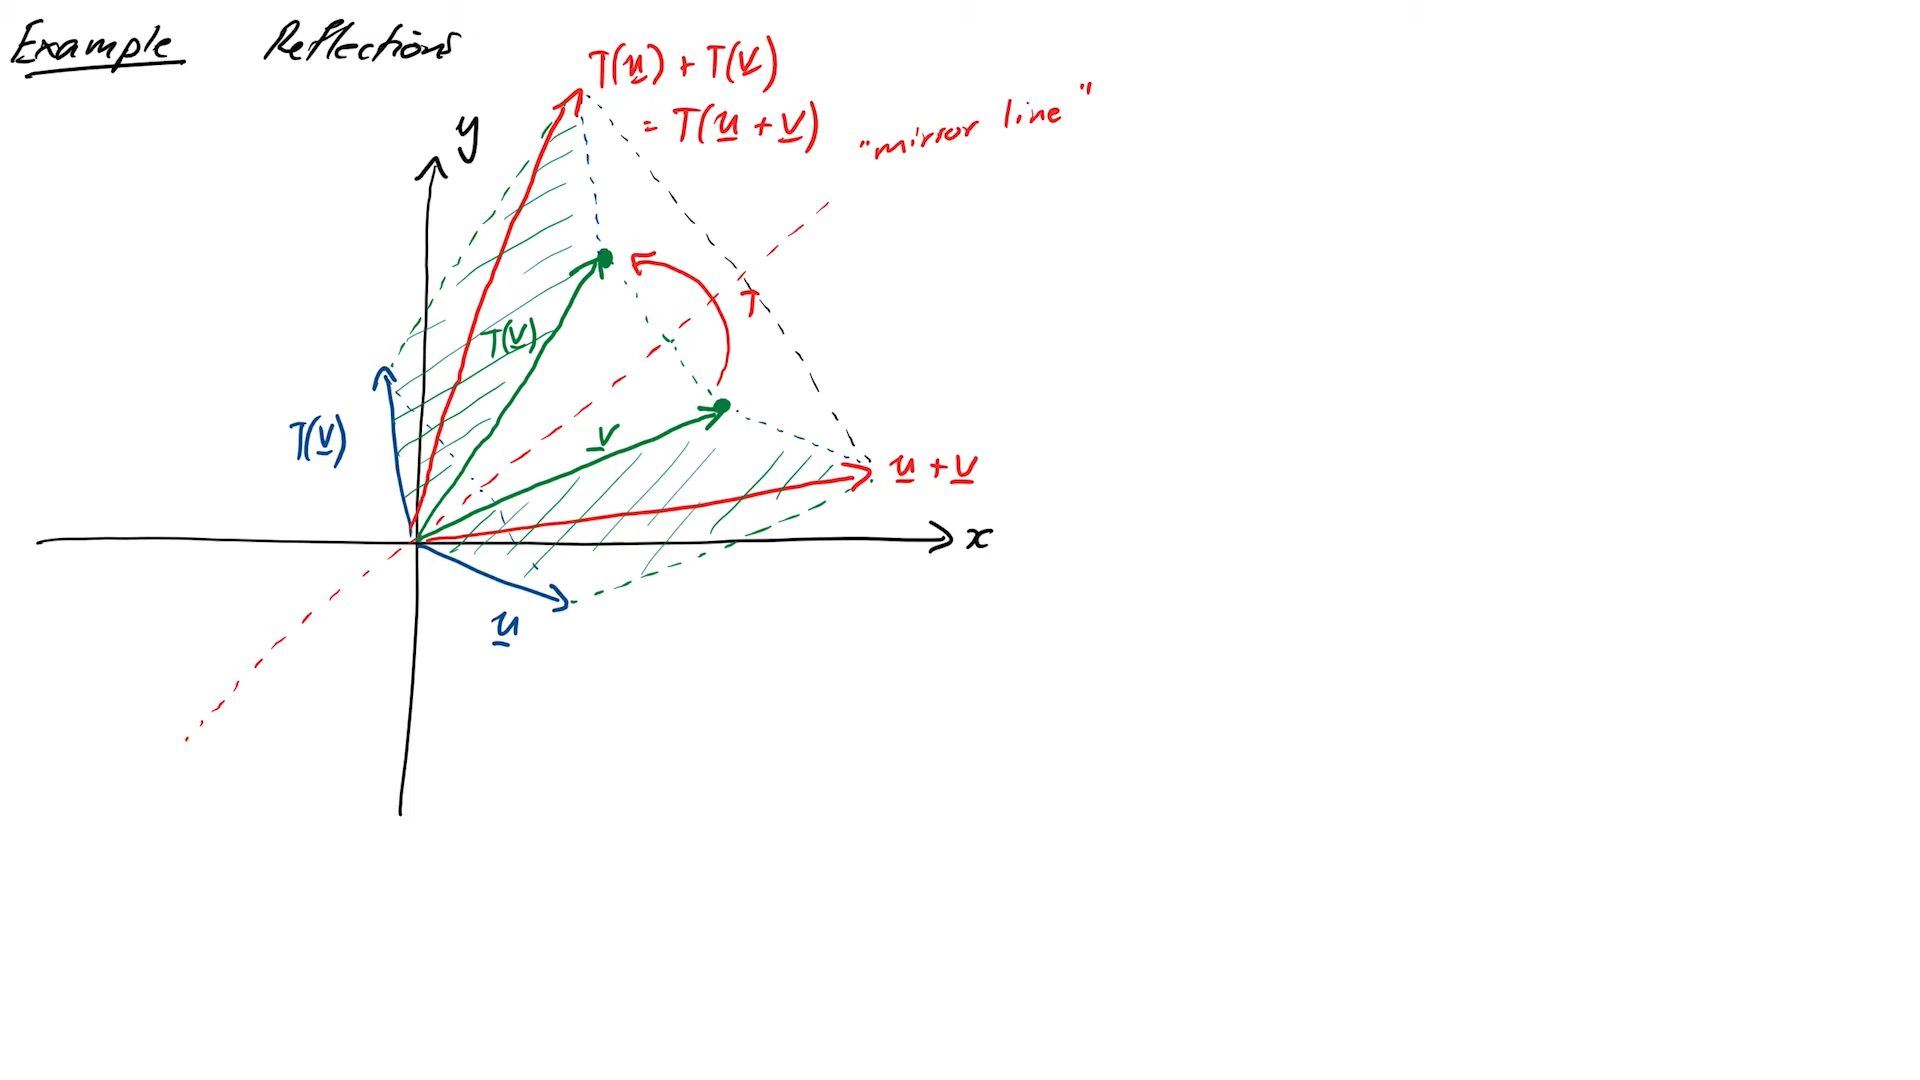 Example Reflections
T(u) + T(v)
= T(u + v)
"mirror line"
y
T
T(v)
T(v)
v
u + v
x
u